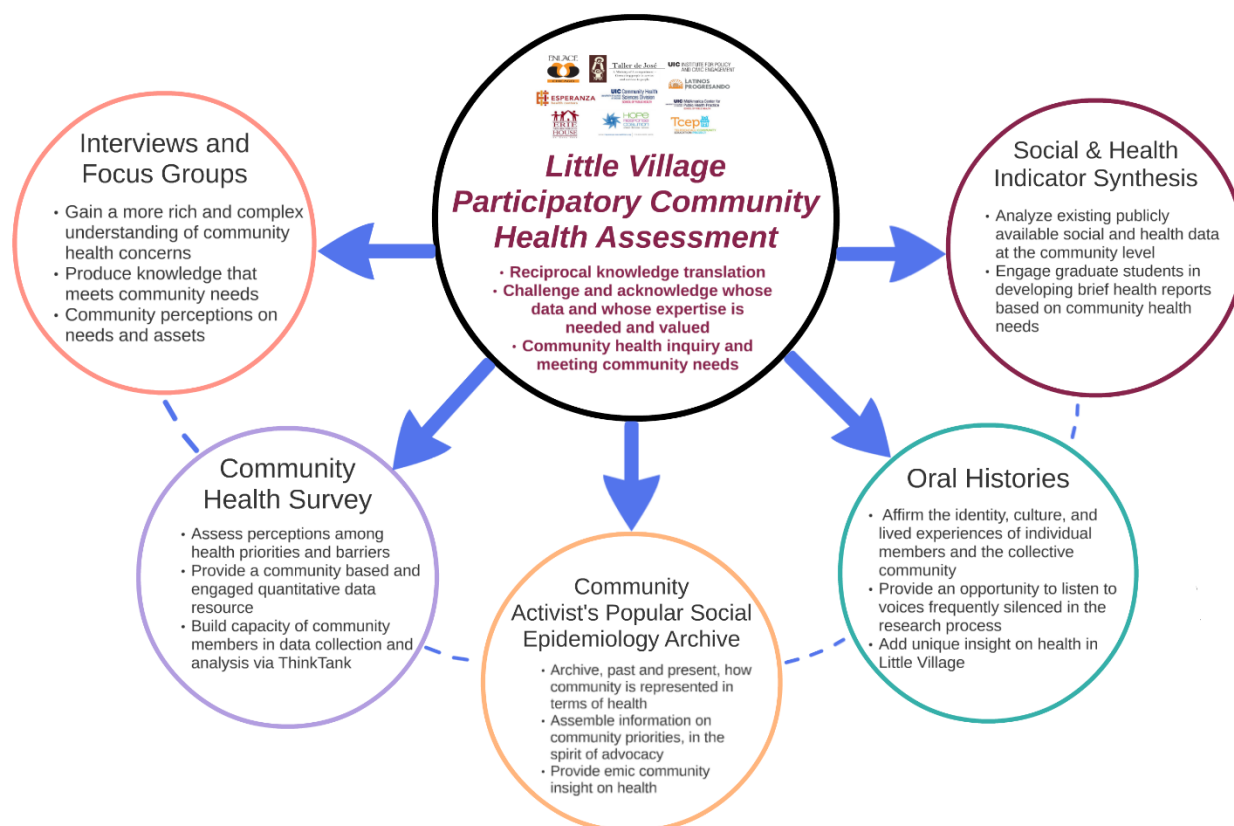 ENLACE
Taller de José
UIC INSTITUTE FOR POLICY
AND CIVIC ENGAGEMENT
LATINOS
PROGRESANDO
ESPERANZA
UIC Community Health
Sciences Division
UIC
ERIE
HOUSE
HOPE
Tcep
Little Village
Participatory Community
Health Assessment
• Reciprocal knowledge translation
• Challenge and acknowledge whose
data and whose expertise is
needed and valued
• Community health inquiry and
meeting community needs
Interviews and
Focus Groups
• Gain a more rich and complex
understanding of community
health concerns
• Produce knowledge that
meets community needs
• Community perceptions on
needs and assets
Community
Health Survey
• Assess perceptions among
health priorities and barriers
• Provide a community based and
engaged quantitative data
resource
• Build capacity of community
members in data collection and
analysis via ThinkTank
Community
Activist's Popular Social
Epidemiology Archive
• Archive, past and present, how
community is represented in
terms of health
• Assemble information on
community priorities, in the
spirit of advocacy
• Provide emic community
insight on health
Oral Histories
• Affirm the identity, culture, and
lived experiences of individual
members and the collective
community
• Provide an opportunity to listen to
voices frequently silenced in the
research process
• Add unique insight on health in
Little Village
Social & Health
Indicator Synthesis
• Analyze existing publicly
available social and health data
at the community level
• Engage graduate students in
developing brief health reports
based on community health
needs